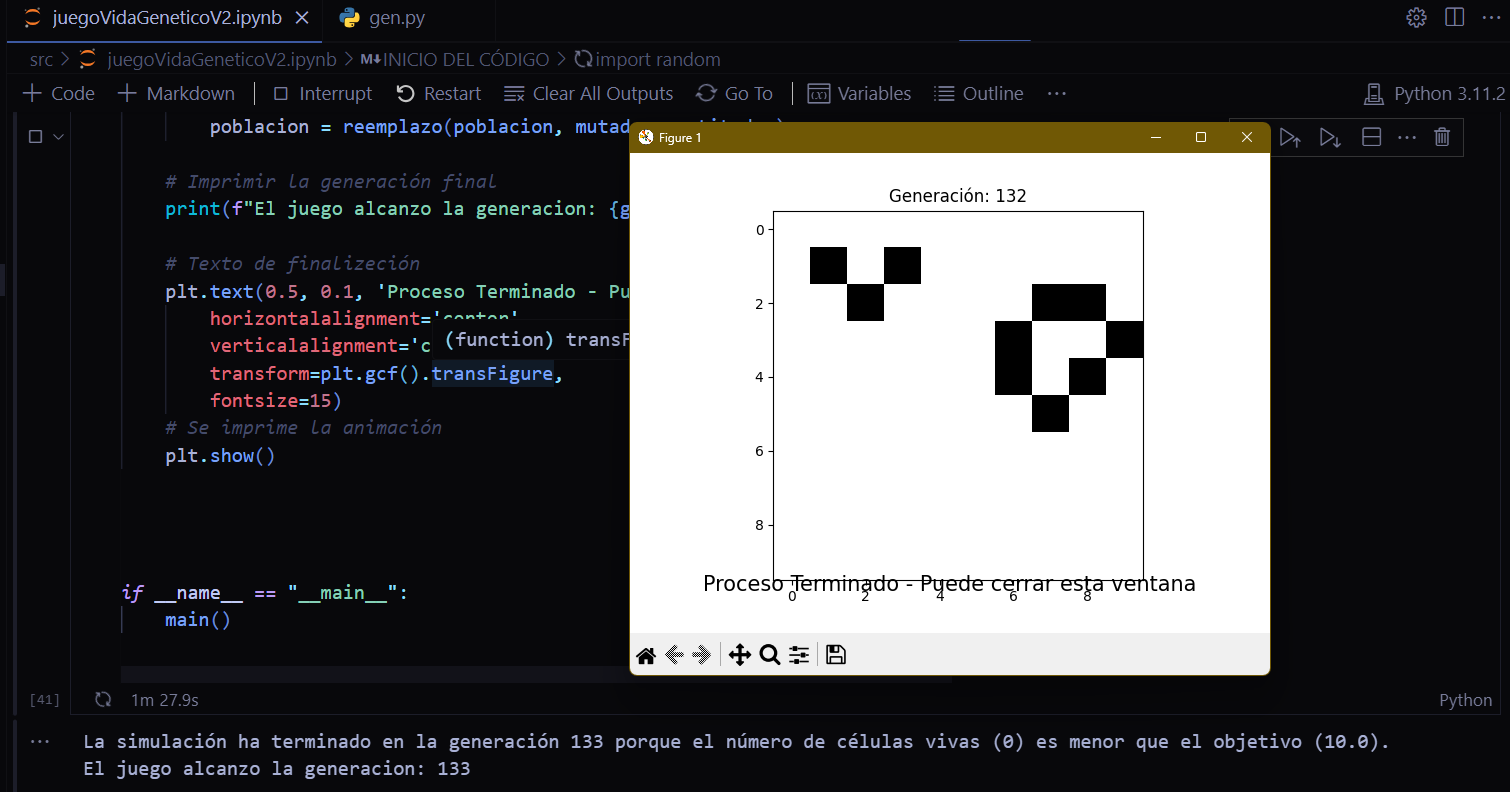 juegoVidaGeneticoV2.ipynb
gen.py
src > juegoVidaGeneticoV2.ipynb > M↓INICIO DEL CÓDIGO > import random
Code Markdown Interrupt Restart Clear All Outputs Go To Variables Outline ... Python 3.11.2
poblacion = reemplazo(poblacion, mutad
# Imprimir la generación final
print(f"El juego alcanzo la generacion: {g
# Texto de finalizeción
plt.text(0.5, 0.1, 'Proceso Terminado - Pu
horizontalalignment='center',
verticalalignment='c
(function) transF
transform=plt.gcf().transFigure,
fontsize=15)
# Se imprime la animación
plt.show()
if __name__ == "__main__":
main()
Figure 1
Generación: 132
0
2
4
6
8
Proceso Terminado - Puede cerrar esta ventana
0 2 4 6 8
[41] 1m 27.9s Python
La simulación ha terminado en la generación 133 porque el número de células vivas (0) es menor que el objetivo (10.0).
El juego alcanzo la generacion: 133